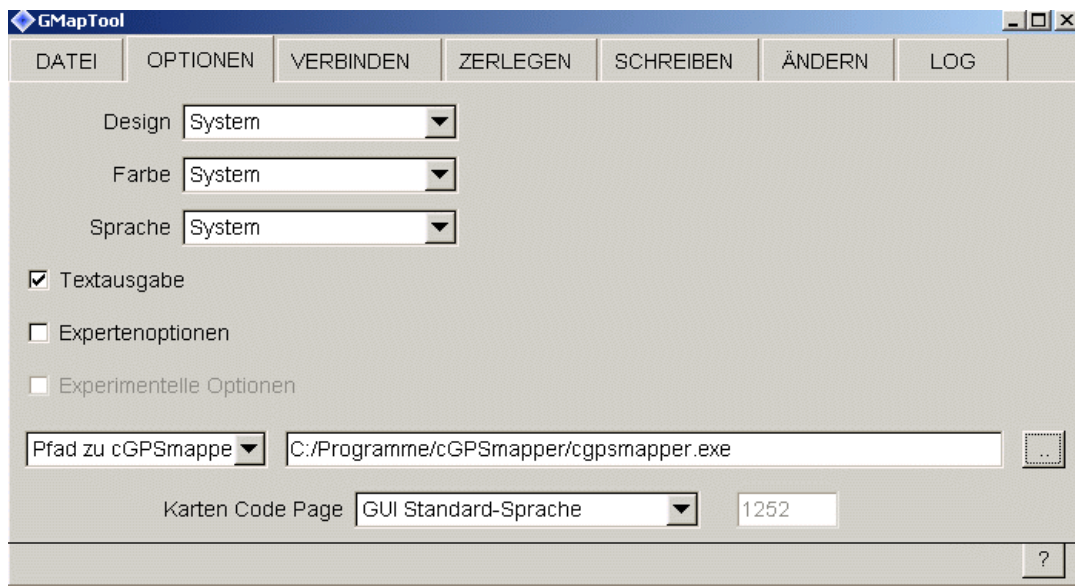 GMapTool
DATEI OPTIONEN VERBINDEN ZERLEGEN SCHREIBEN ÄNDERN LOG
Design System
Farbe System
Sprache System
Textausgabe
Expertenoptionen
Experimentelle Optionen
Pfad zu cGPSmappe C:/Programme/cGPSmapper/cgpsmapper.exe ..
Karten Code Page GUI Standard-Sprache 1252
?